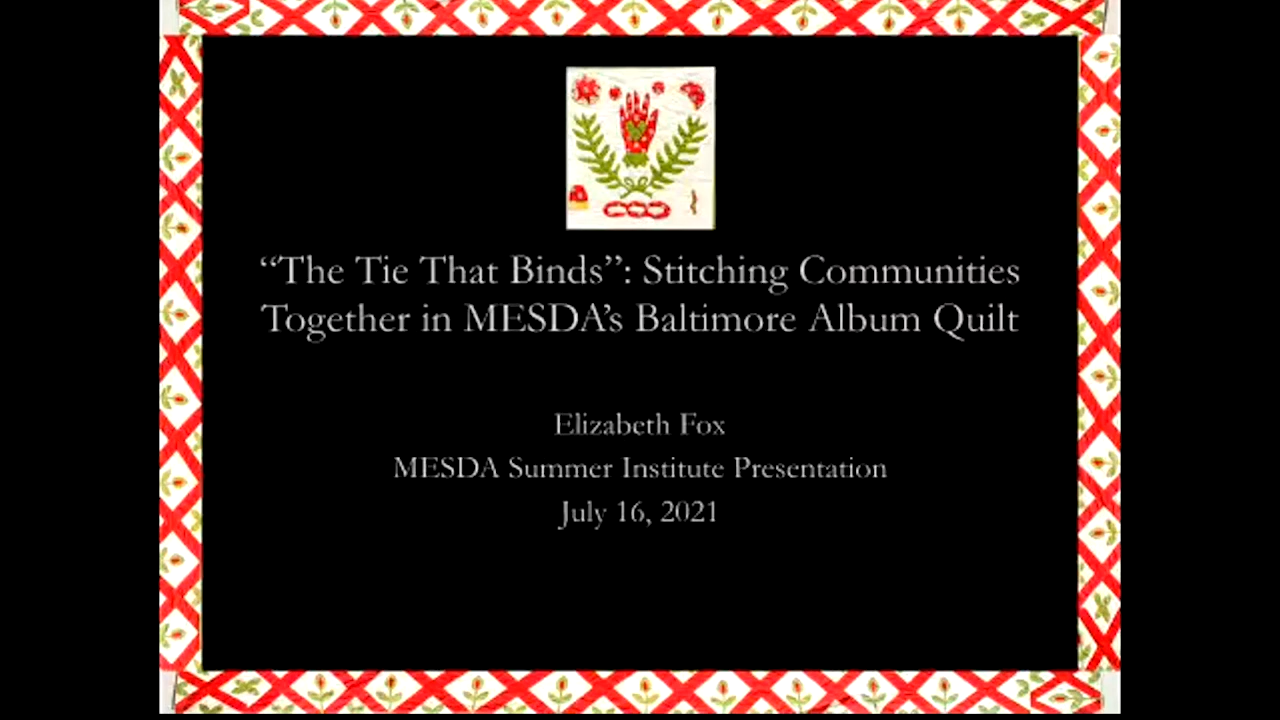 “The Tie That Binds”: Stitching Communities
Together in MESDA’s Baltimore Album Quilt
Elizabeth Fox
MESDA Summer Institute Presentation
July 16, 2021